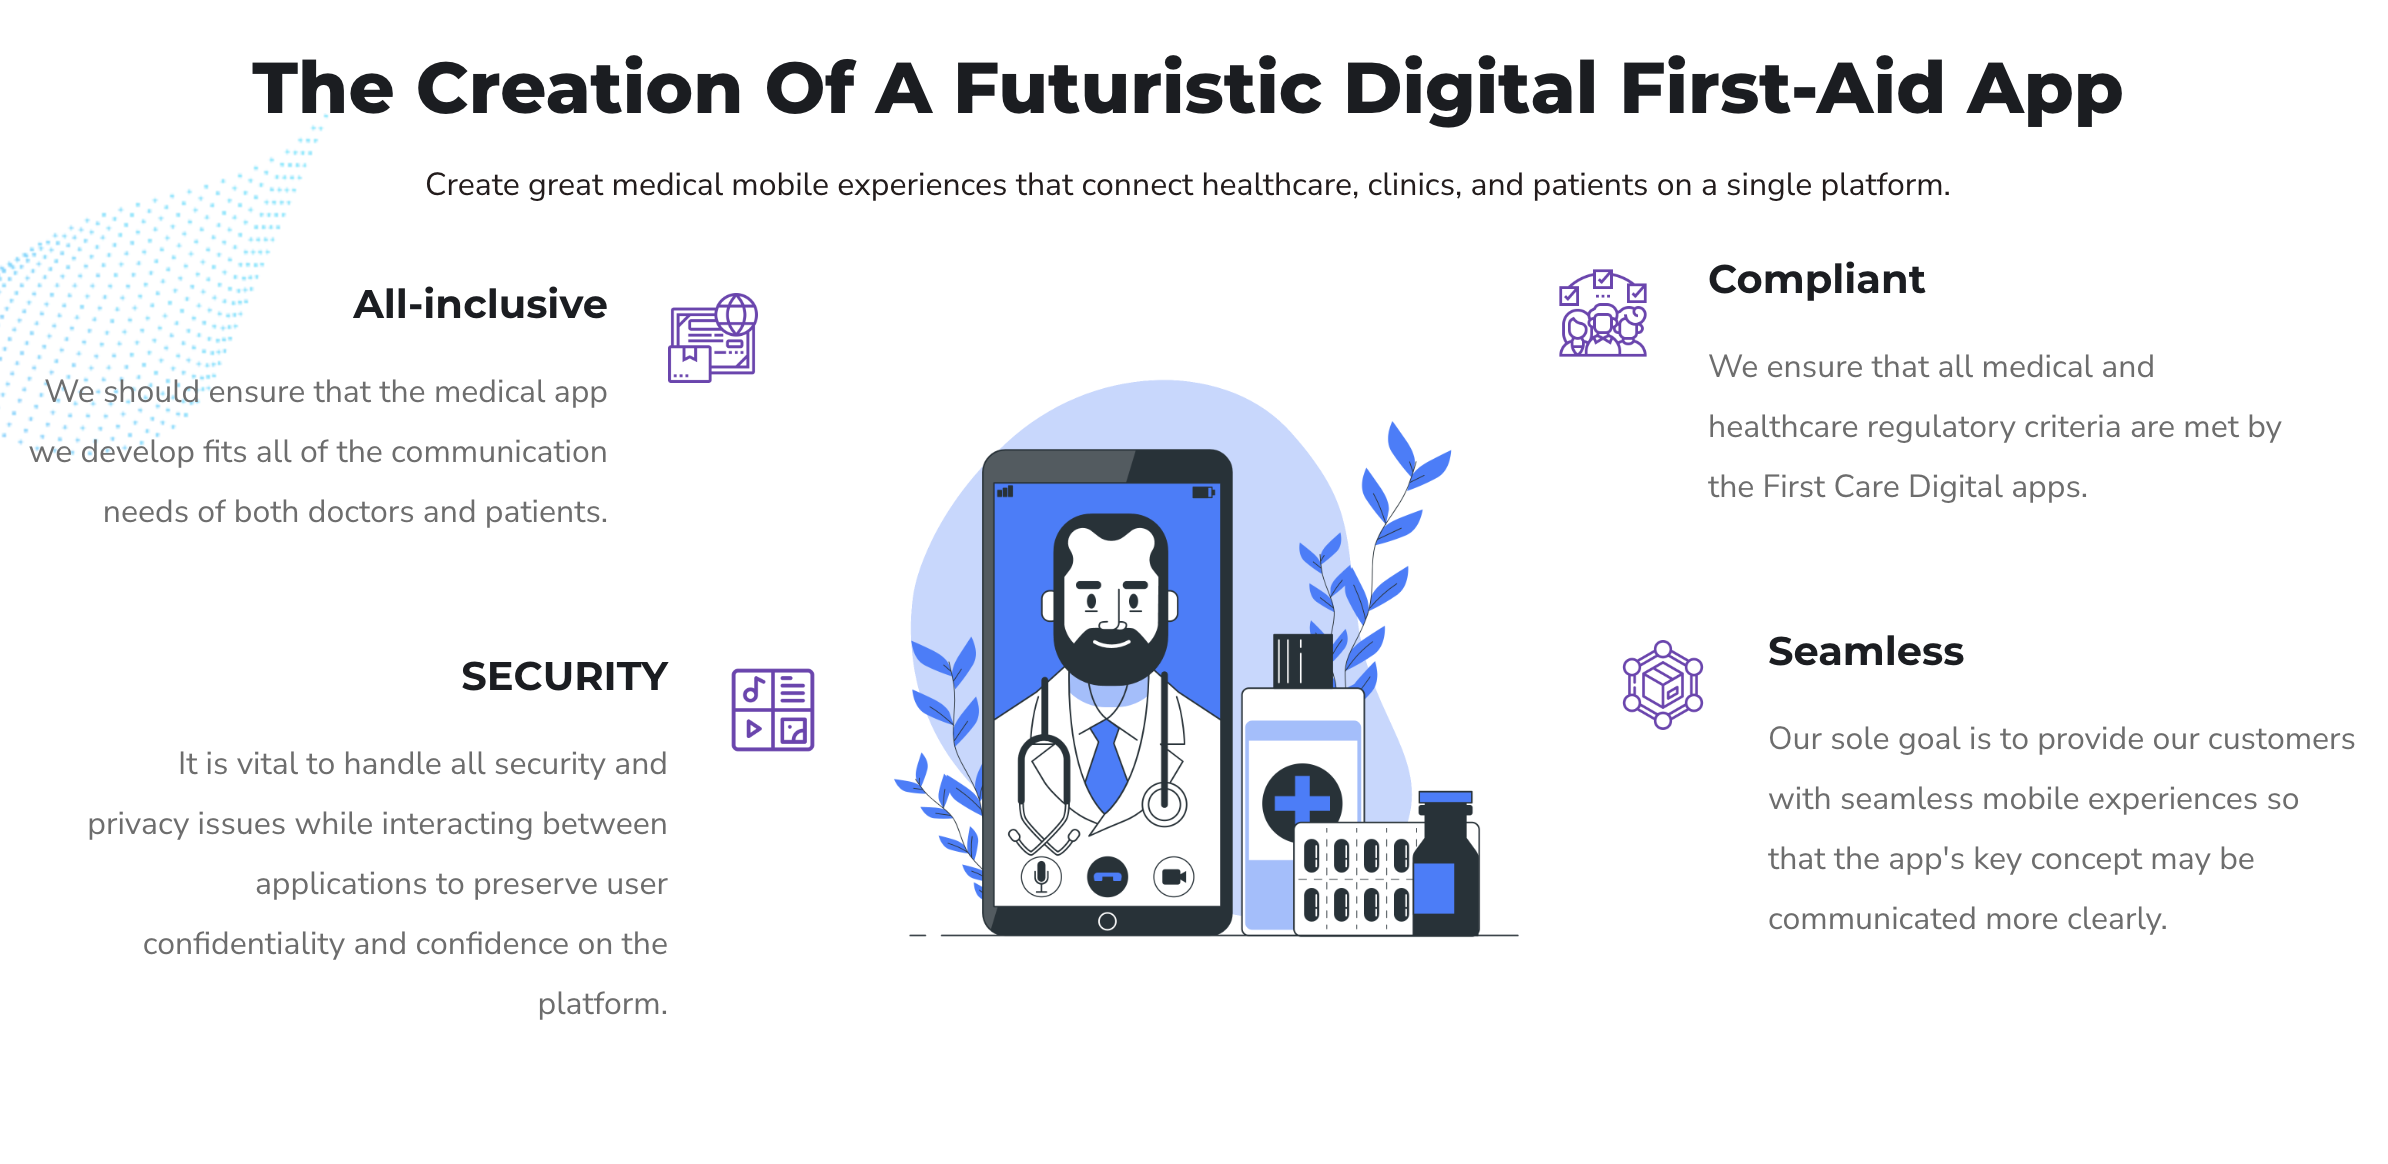 The Creation Of A Futuristic Digital First-Aid App
Create great medical mobile experiences that connect healthcare, clinics, and patients on a single platform.
All-inclusive
We should ensure that the medical app
we develop fits all of the communication
needs of both doctors and patients.
SECURITY
It is vital to handle all security and
privacy issues while interacting between
applications to preserve user
confidentiality and confidence on the
platform.
Compliant
We ensure that all medical and
healthcare regulatory criteria are met by
the First Care Digital apps.
Seamless
Our sole goal is to provide our customers
with seamless mobile experiences so
that the app's key concept may be
communicated more clearly.